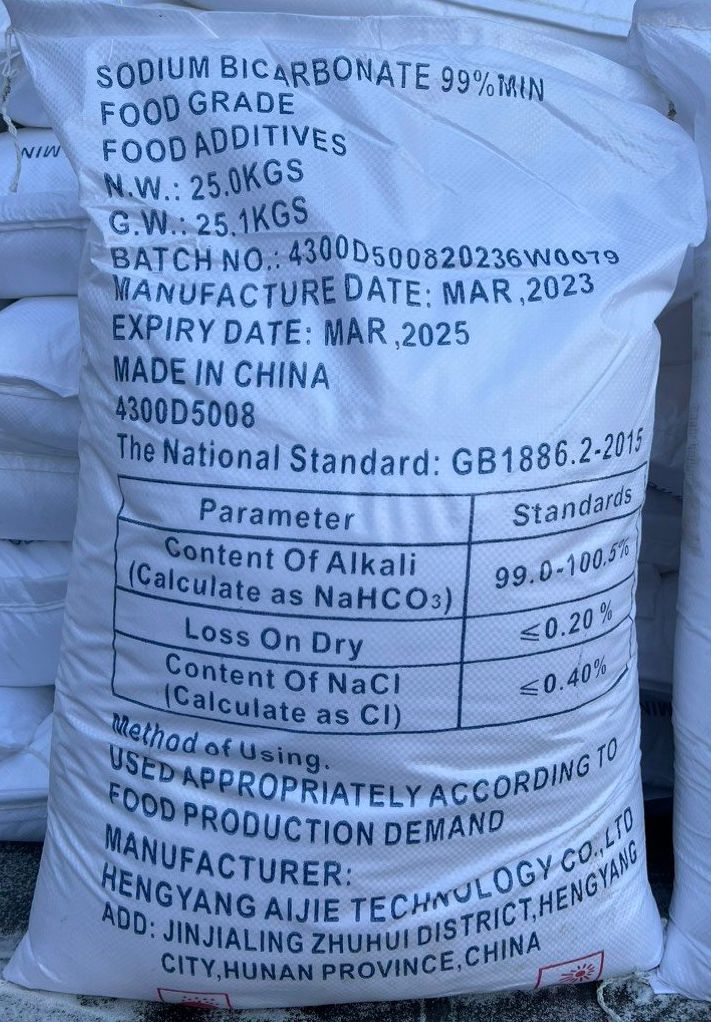 SODIUM BICARBONATE 99%MIN
FOOD GRADE
FOOD ADDITIVES
N.W.: 25.0KGS
G.W.: 25.1KGS
BATCH NO.: 4300D500820236W0079
MANUFACTURE DATE: MAR,2023
EXPIRY DATE: MAR,2025
MADE IN CHINA
4300D5008
The National Standard: GB1886.2-2015
Parameter Standards
Content Of Alkali
(Calculate as NaHCO₃) 99.0-100.5%
Loss On Dry ≤0.20%
Content Of NaCl
(Calculate as Cl) ≤0.40%
Method of Using.
USED APPROPRIATELY ACCORDING TO
FOOD PRODUCTION DEMAND
MANUFACTURER:
HENGYANG AIJIE TECHNOLOGY CO.,LTD
ADD: JINJIALING ZHUHUI DISTRICT,HENGYANG
CITY,HUNAN PROVINCE,CHINA
MIN